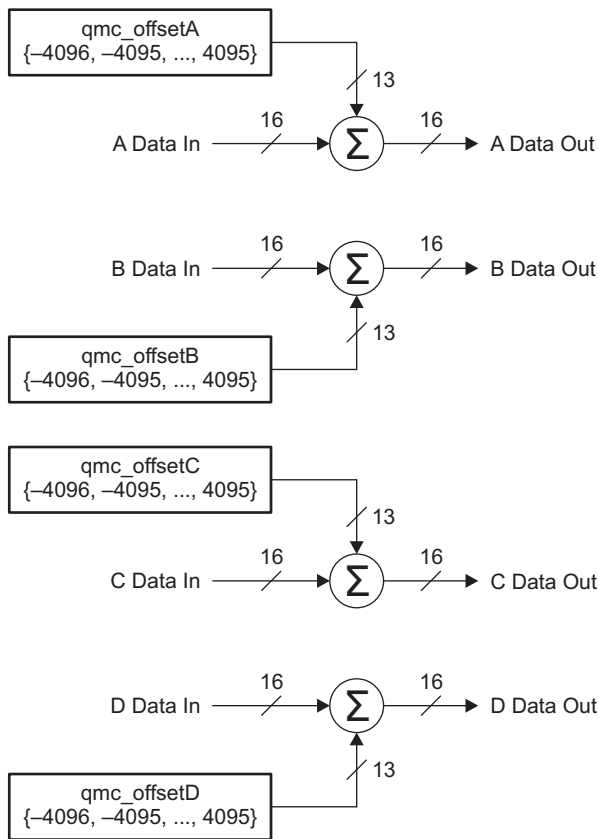 qmc_offsetA
{–4096, –4095, ..., 4095}
13
16
16
A Data In
Σ
A Data Out
16
16
B Data In
Σ
B Data Out
13
qmc_offsetB
{–4096, –4095, ..., 4095}
qmc_offsetC
{–4096, –4095, ..., 4095}
13
16
16
C Data In
Σ
C Data Out
16
16
D Data In
Σ
D Data Out
13
qmc_offsetD
{–4096, –4095, ..., 4095}